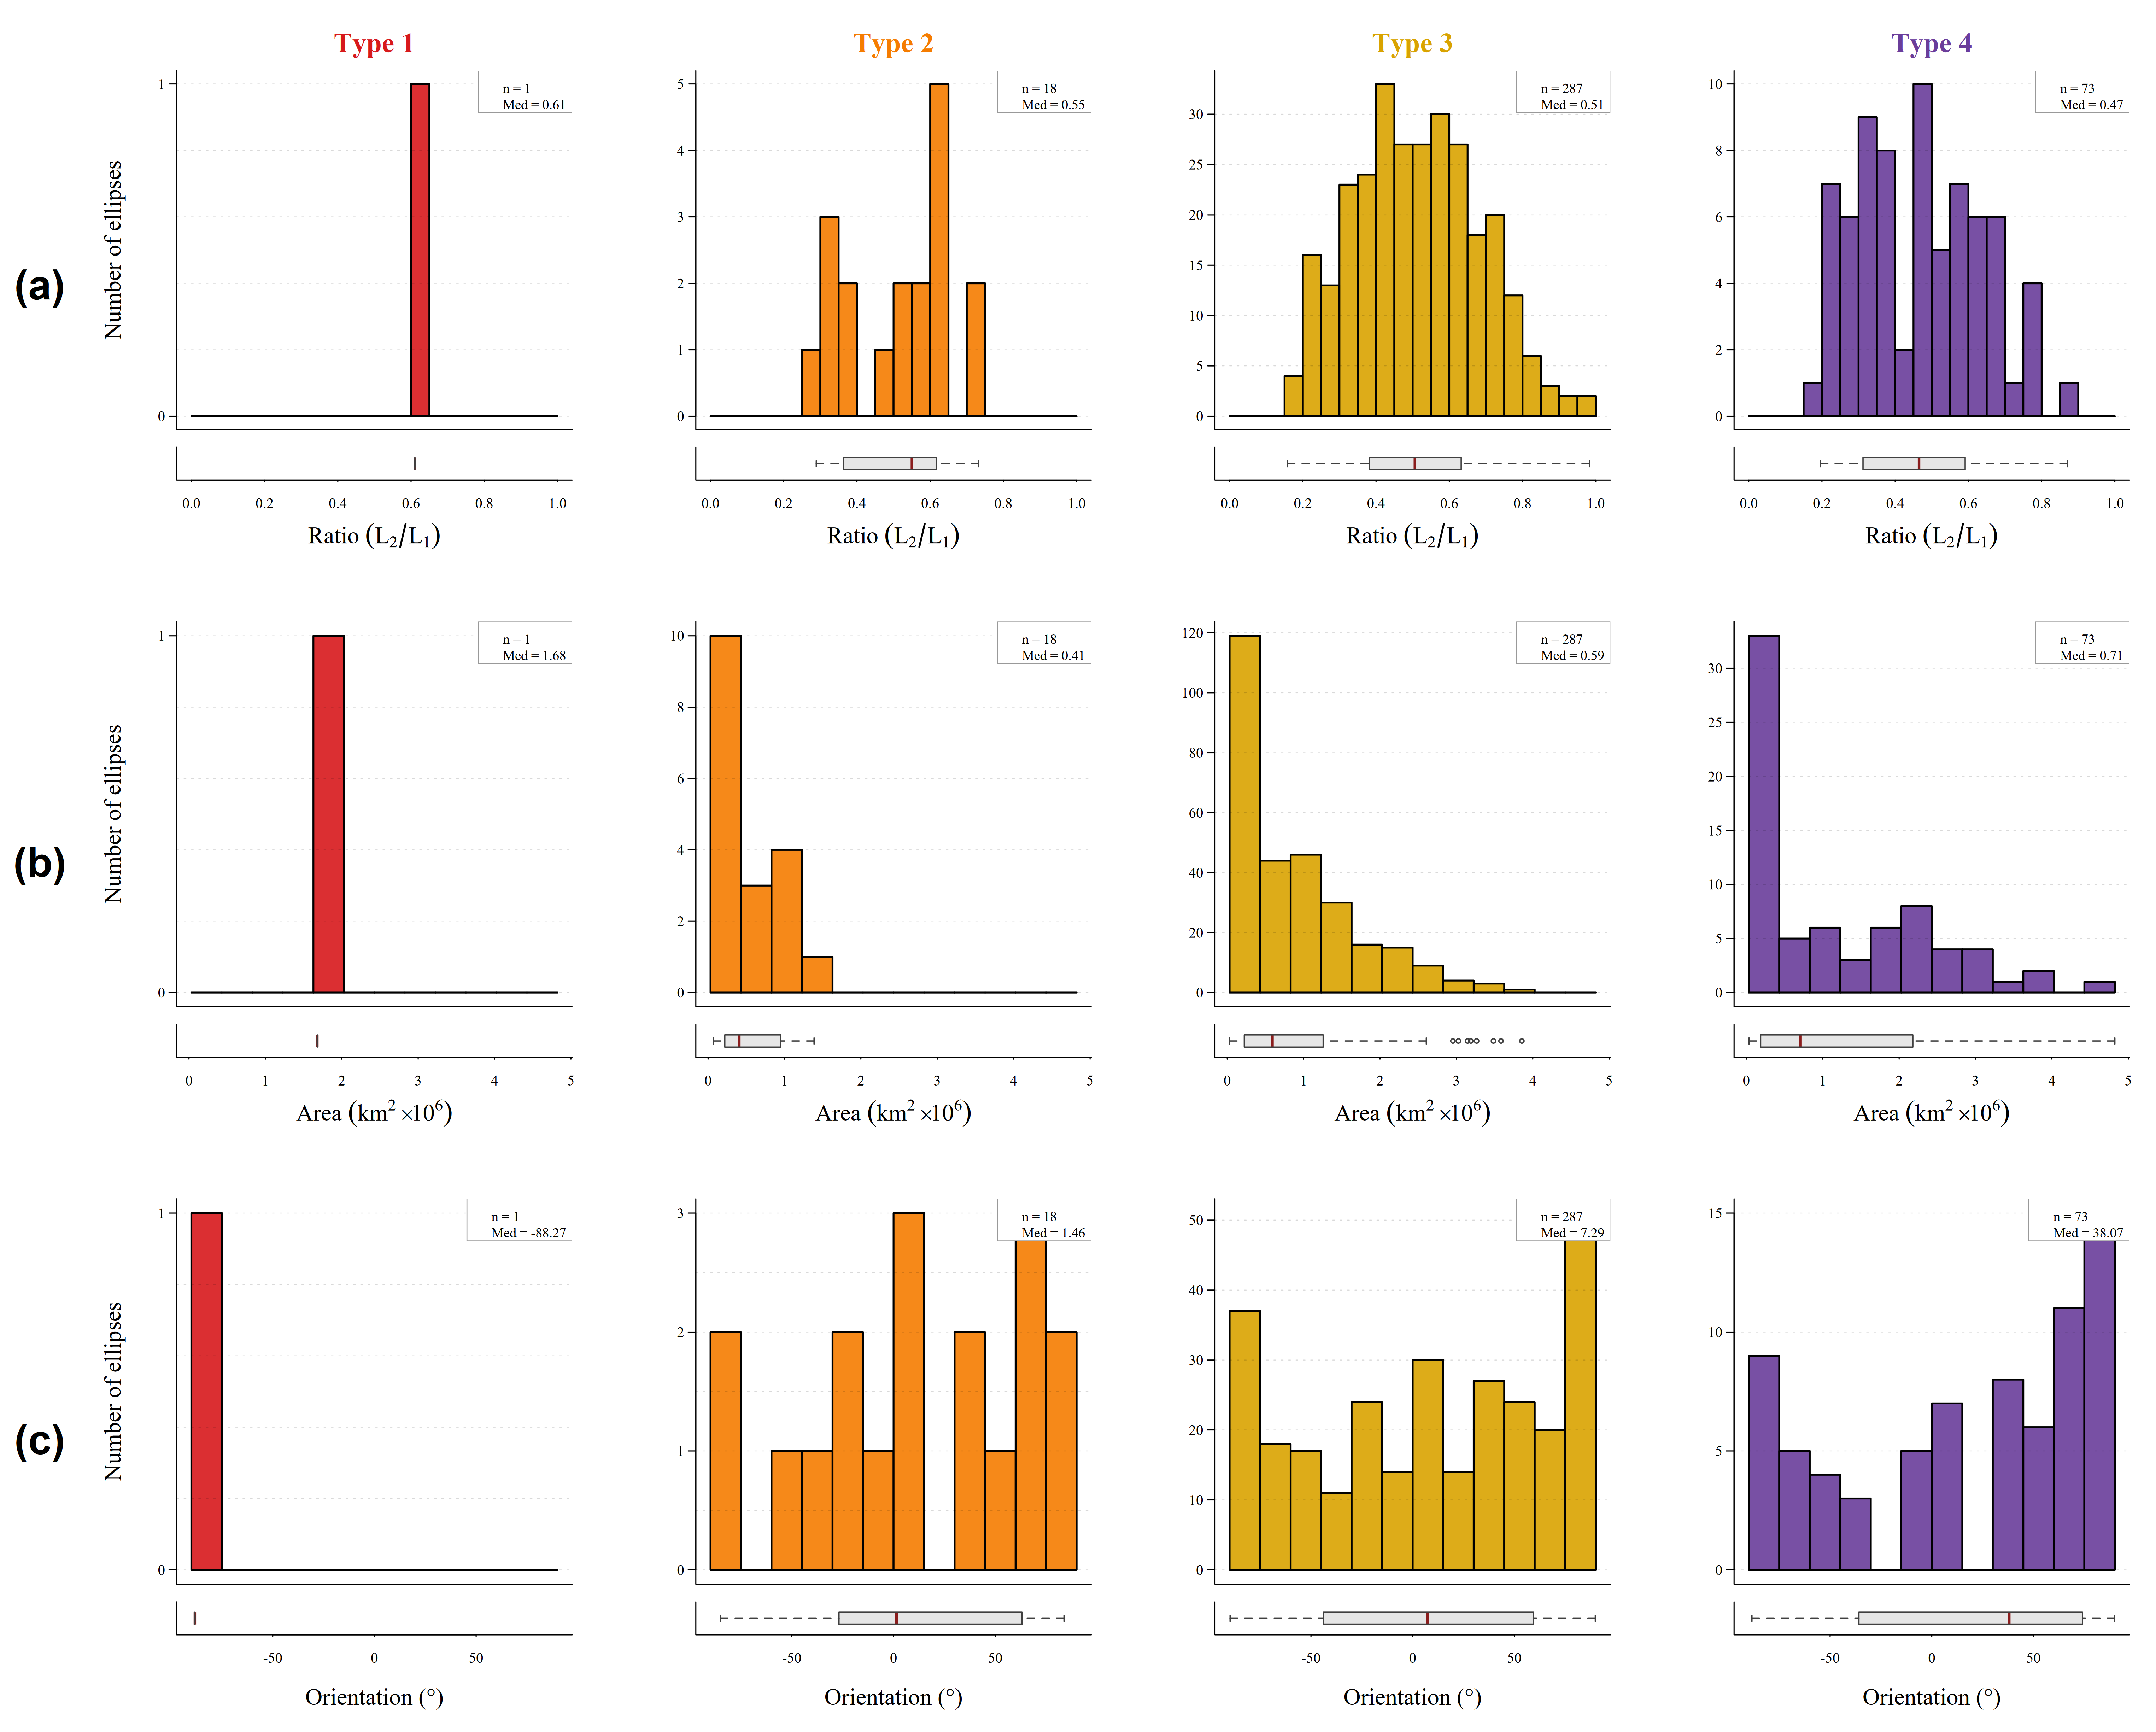 Type 1 Type 2 Type 3 Type 4
(a)
Number of ellipses
1
0
n = 1
Med = 0.61
0.0 0.2 0.4 0.6 0.8 1.0
Ratio (L₂/L₁)
5
4
3
2
1
0
n = 18
Med = 0.55
0.0 0.2 0.4 0.6 0.8 1.0
Ratio (L₂/L₁)
30
25
20
15
10
5
0
n = 287
Med = 0.51
0.0 0.2 0.4 0.6 0.8 1.0
Ratio (L₂/L₁)
10
8
6
4
2
0
n = 73
Med = 0.47
0.0 0.2 0.4 0.6 0.8 1.0
Ratio (L₂/L₁)
(b)
Number of ellipses
1
0
n = 1
Med = 1.68
0 1 2 3 4 5
Area (km² ×10⁶)
10
8
6
4
2
0
n = 18
Med = 0.41
0 1 2 3 4 5
Area (km² ×10⁶)
120
100
80
60
40
20
0
n = 287
Med = 0.59
0 1 2 3 4 5
Area (km² ×10⁶)
30
25
20
15
10
5
0
n = 73
Med = 0.71
0 1 2 3 4 5
Area (km² ×10⁶)
(c)
Number of ellipses
1
0
n = 1
Med = -88.27
-50 0 50
Orientation (°)
3
2
1
0
n = 18
Med = 1.46
-50 0 50
Orientation (°)
50
40
30
20
10
0
n = 287
Med = 7.29
-50 0 50
Orientation (°)
15
10
5
0
n = 73
Med = 38.07
-50 0 50
Orientation (°)